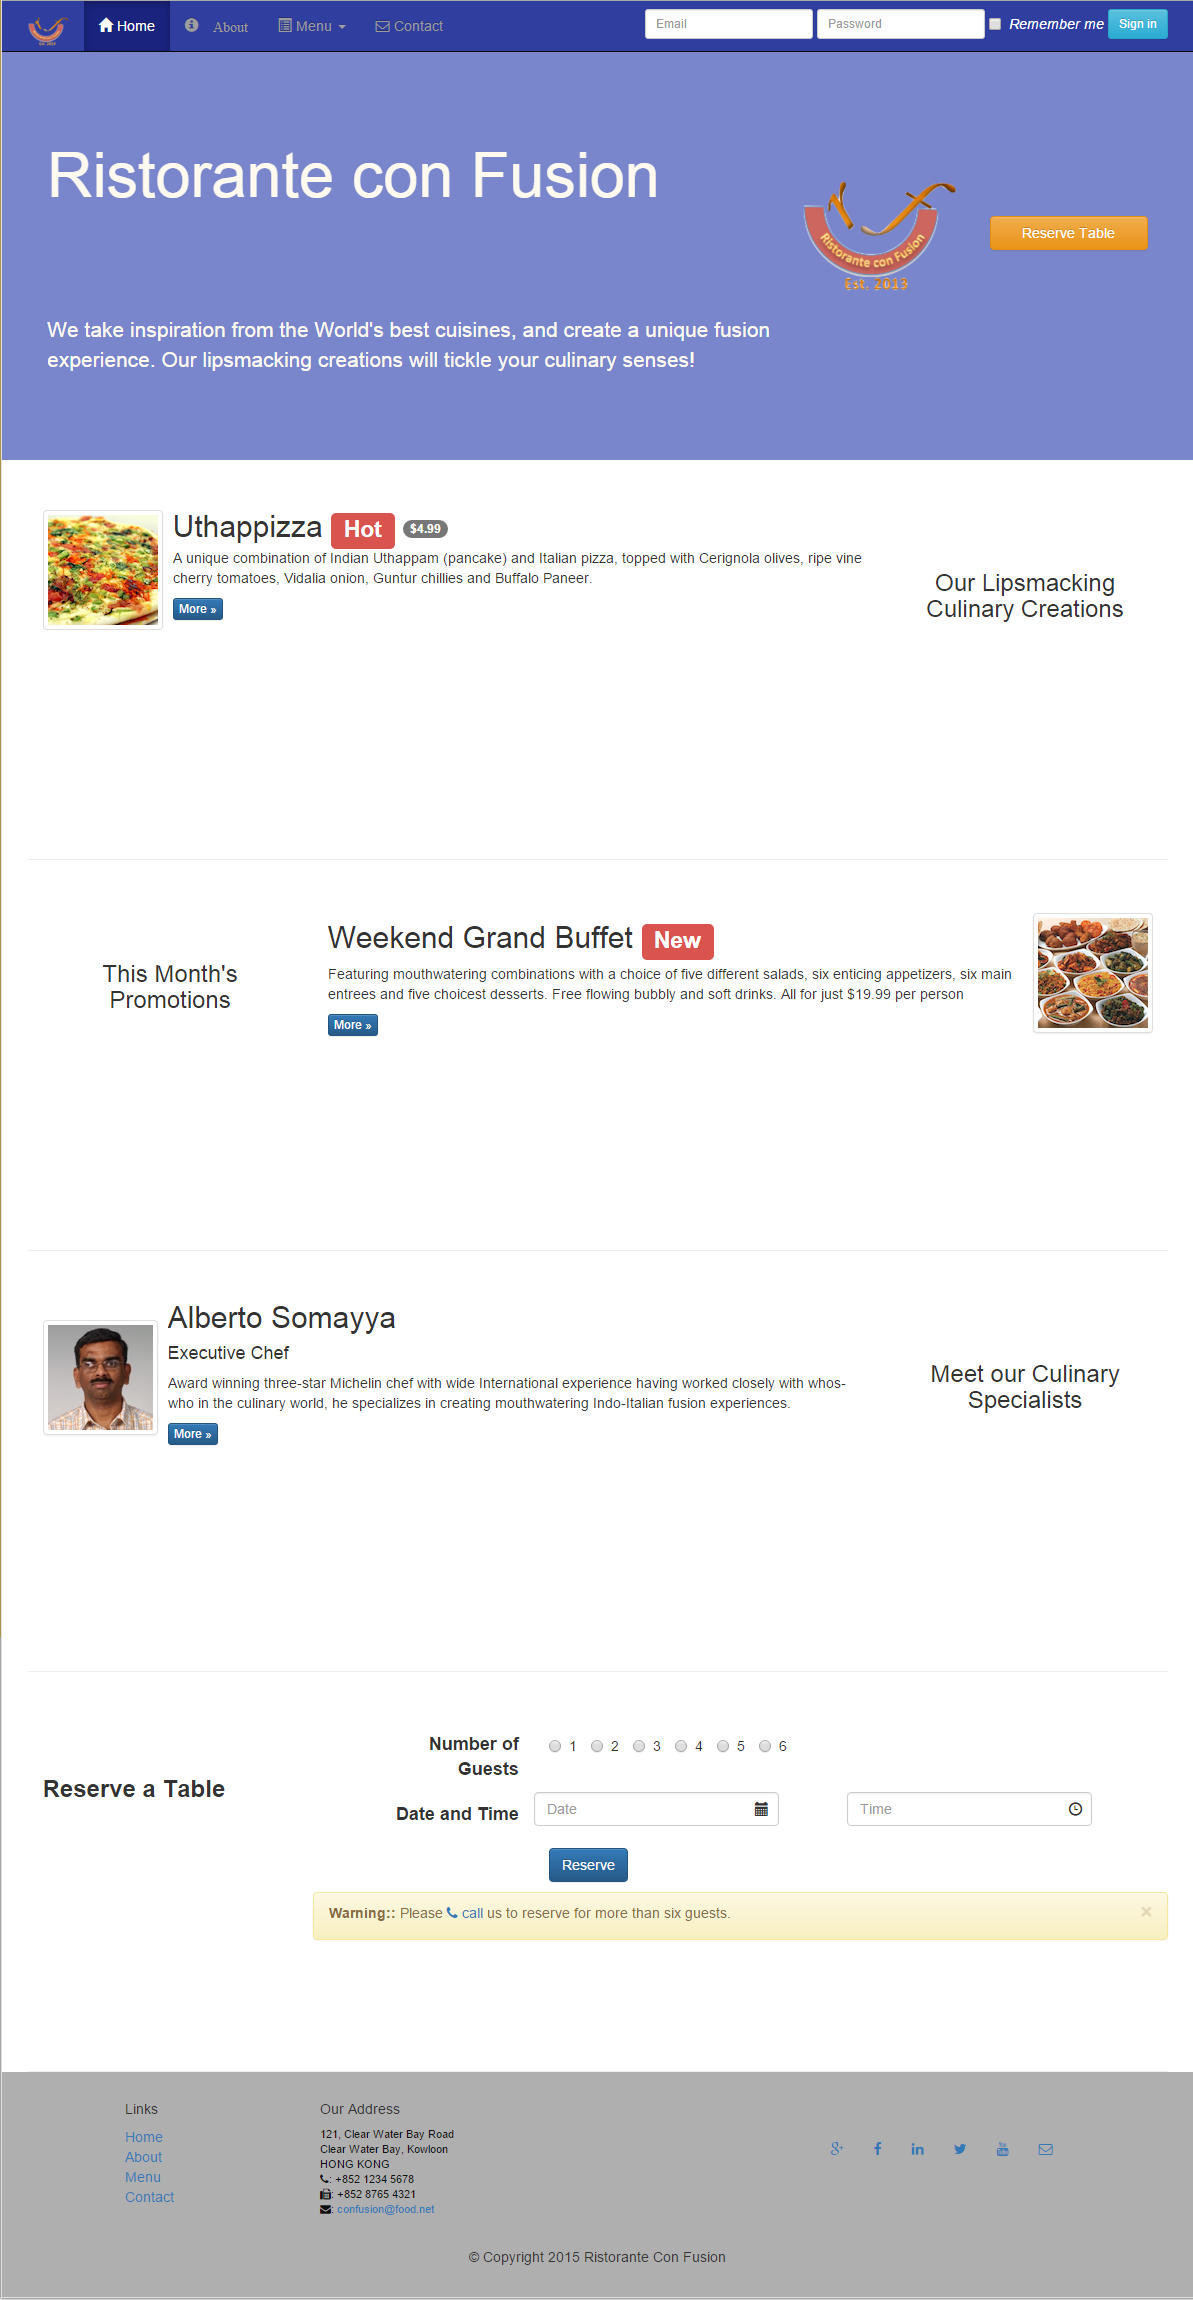 Home About Menu Contact Email Password Remember me Sign in
Ristorante con Fusion
Ristorante con Fusion
Est. 2019
Reserve Table
We take inspiration from the World's best cuisines, and create a unique fusion
experience. Our lipsmacking creations will tickle your culinary senses!
Uthappizza Hot $4.99
A unique combination of Indian Uthappam (pancake) and Italian pizza, topped with Cerignola olives, ripe vine
cherry tomatoes, Vidalia onion, Guntur chillies and Buffalo Paneer.
More »
Our Lipsmacking
Culinary Creations
This Month's
Promotions
Weekend Grand Buffet New
Featuring mouthwatering combinations with a choice of five different salads, six enticing appetizers, six main
entrees and five choicest desserts. Free flowing bubbly and soft drinks. All for just $19.99 per person
More »
Alberto Somayya
Executive Chef
Award winning three-star Michelin chef with wide International experience having worked closely with whos-
who in the culinary world, he specializes in creating mouthwatering Indo-Italian fusion experiences.
More »
Meet our Culinary
Specialists
Reserve a Table
Number of
Guests
1 2 3 4 5 6
Date and Time Date Time
Reserve
Warning:: Please call us to reserve for more than six guests. ×
Links
Home
About
Menu
Contact
Our Address
121, Clear Water Bay Road
Clear Water Bay, Kowloon
HONG KONG
: +852 1234 5678
: +852 8765 4321
: confusion@food.net
© Copyright 2015 Ristorante Con Fusion